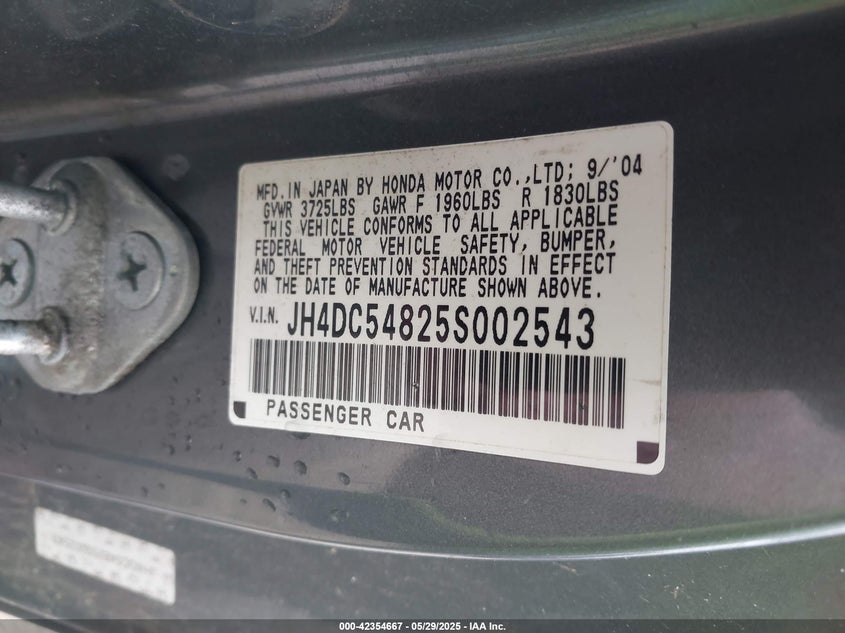 MFD. IN JAPAN BY HONDA MOTOR CO.,LTD; 9/'04
GVWR 3725LBS GAWR F 1960LBS R 1830LBS
THIS VEHICLE CONFORMS TO ALL APPLICABLE
FEDERAL MOTOR VEHICLE SAFETY, BUMPER,
AND THEFT PREVENTION STANDARDS IN EFFECT
ON THE DATE OF MANUFACTURE SHOWN ABOVE.
V.I.N. JH4DC54825S002543
PASSENGER CAR
000-42354667 - 05/29/2025 - IAA Inc.